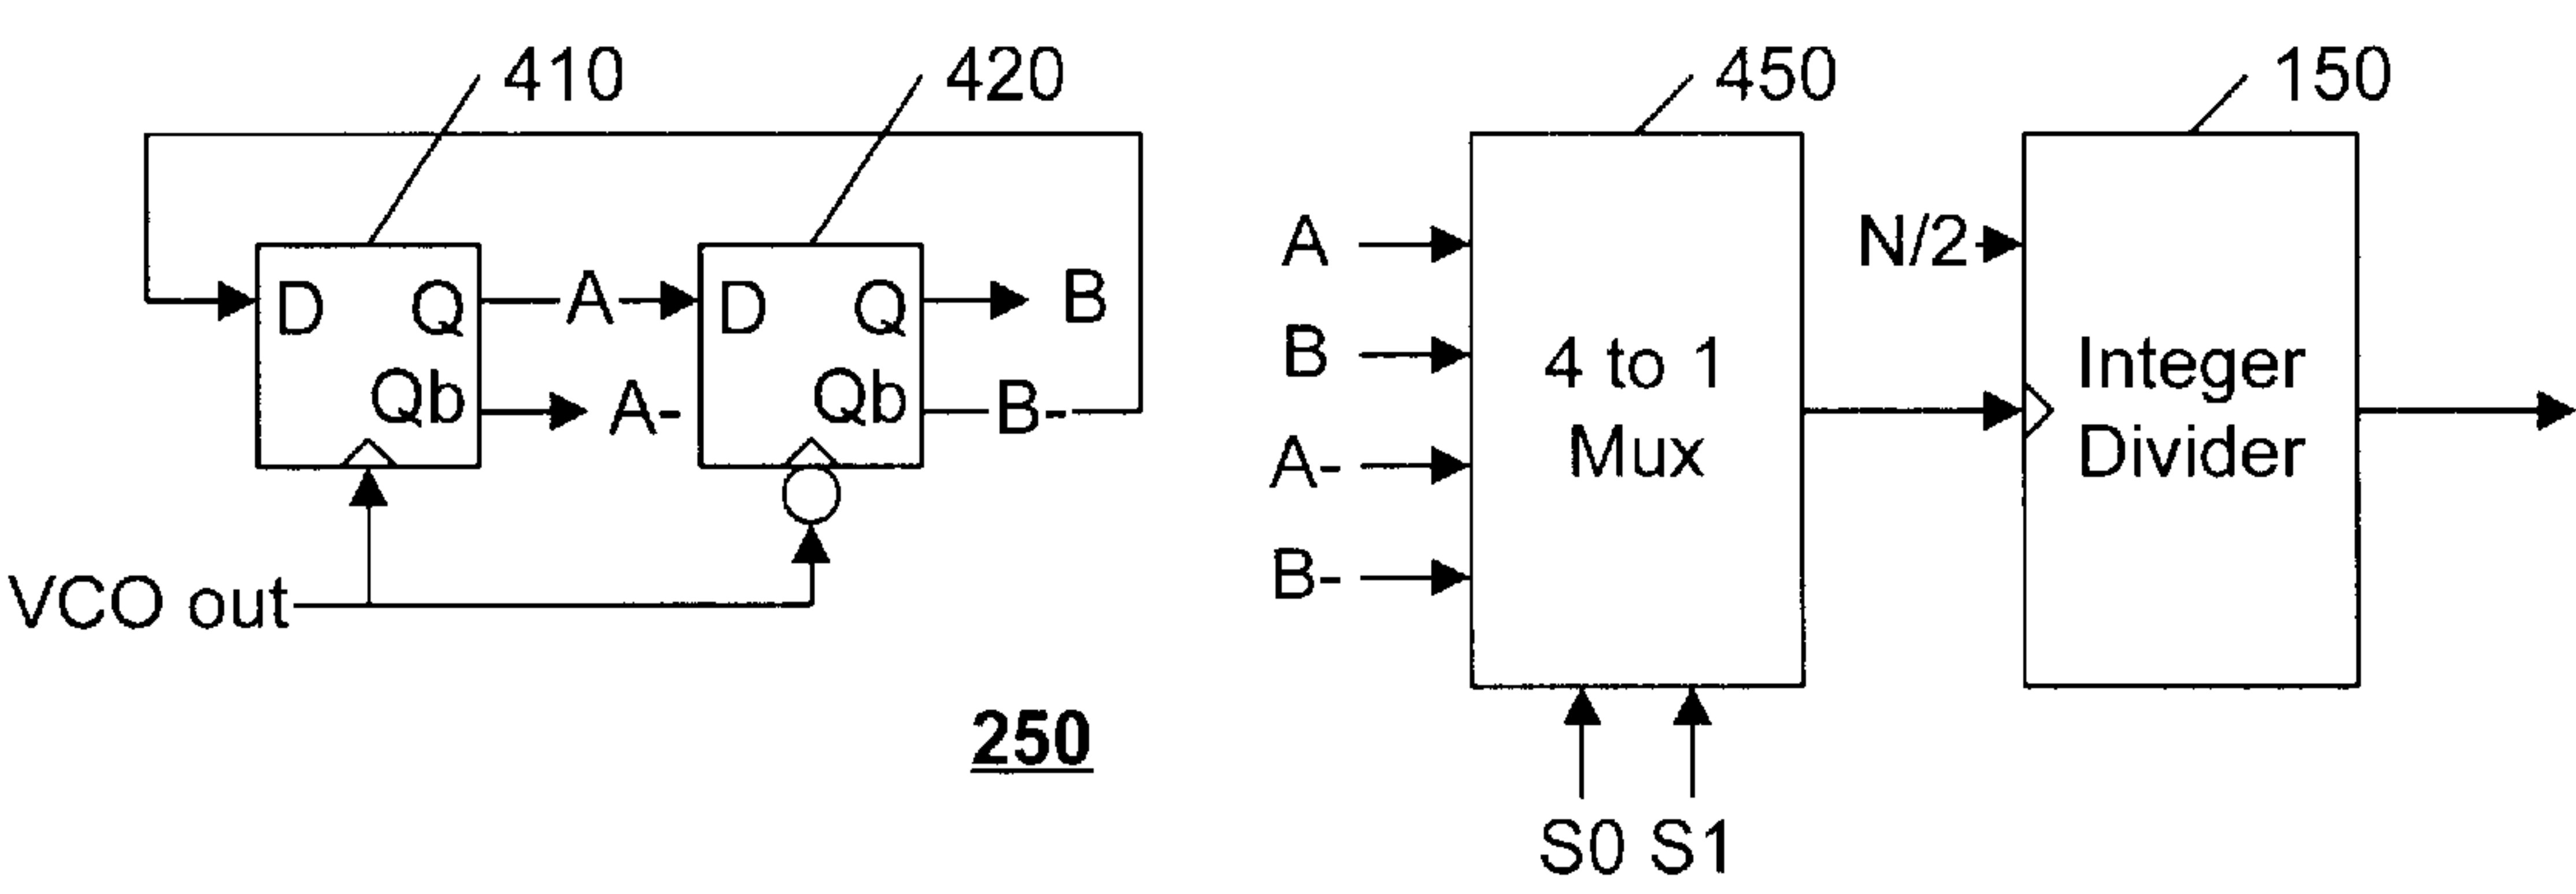 410
420
450
150
D
Q
A
D
Q
B
Qb
A-
Qb
B-
VCO out
250
A
B
A-
B-
4 to 1
Mux
S0 S1
N/2
Integer
Divider